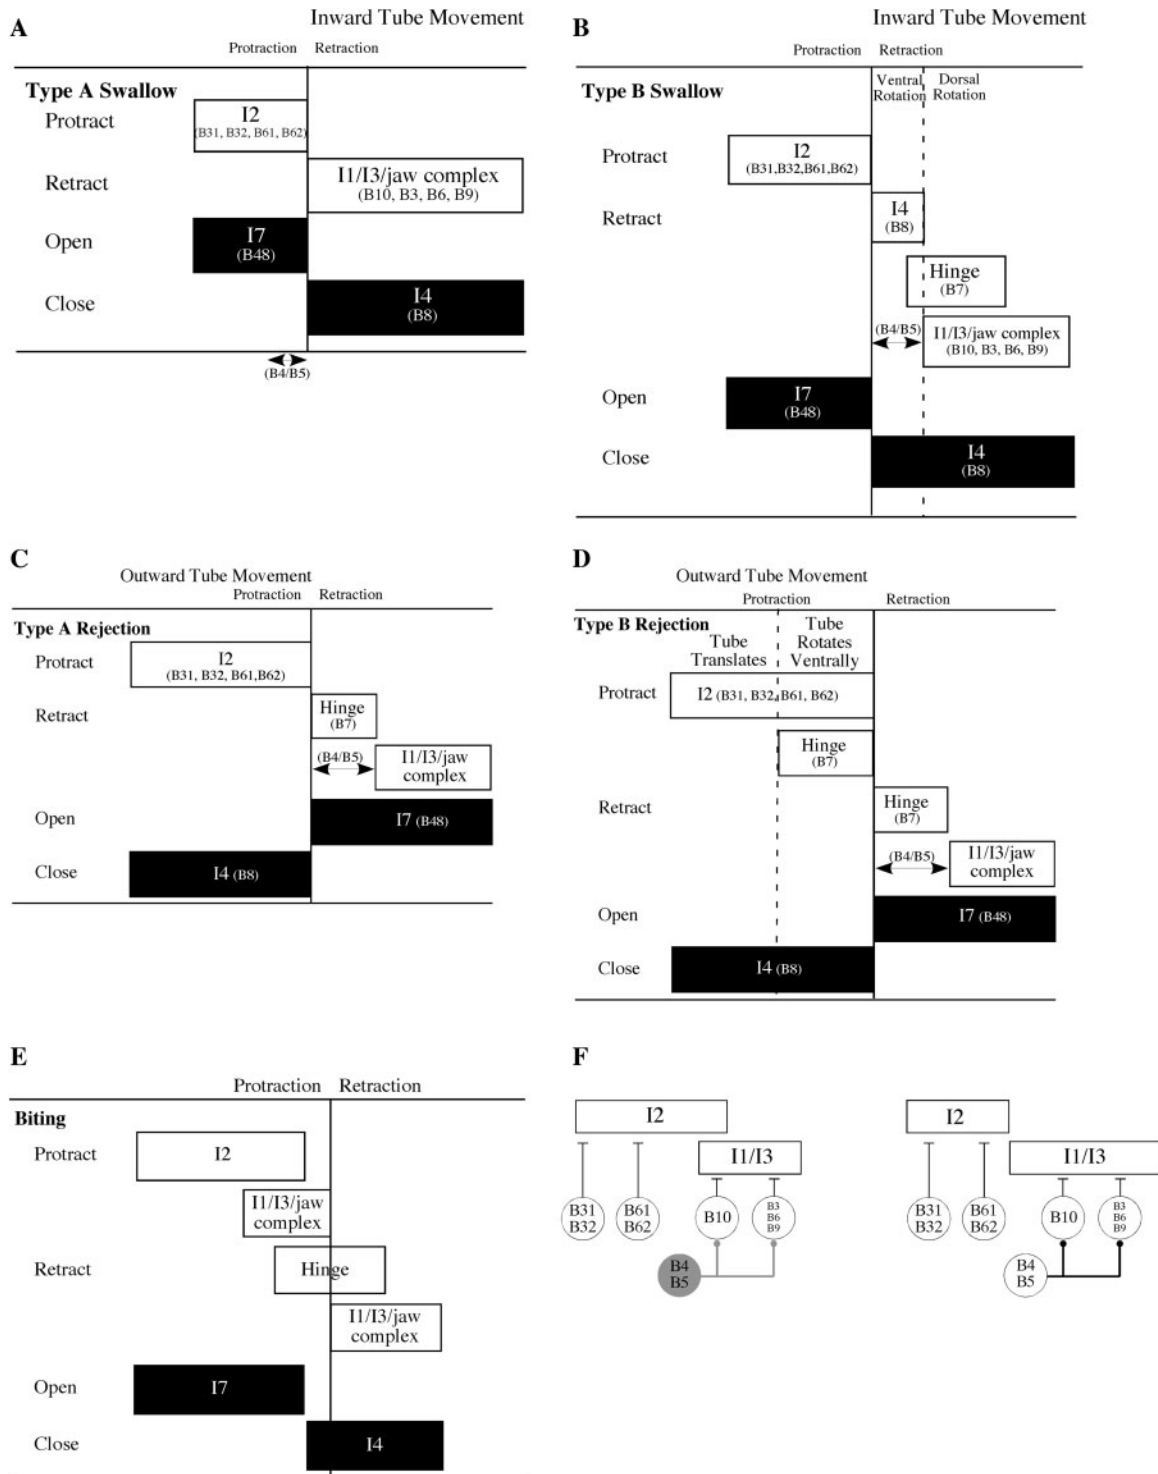 A
Inward Tube Movement
Protraction Retraction
Type A Swallow
Protract
I2
(B31, B32, B61, B62)
Retract
I1/I3/jaw complex
(B10, B3, B6, B9)
Open
I7
(B48)
Close
I4
(B8)
(B4/B5)
B
Inward Tube Movement
Protraction Retraction
Type B Swallow
Ventral
Rotation
Dorsal
Rotation
Protract
I2
(B31,B32,B61,B62)
Retract
I4
(B8)
Hinge
(B7)
(B4/B5)
I1/I3/jaw complex
(B10, B3, B6, B9)
Open
I7
(B48)
Close
I4
(B8)
C
Outward Tube Movement
Protraction Retraction
Type A Rejection
Protract
I2
(B31, B32, B61,B62)
Retract
Hinge
(B7)
(B4/B5)
I1/I3/jaw
complex
Open
I7 (B48)
Close
I4 (B8)
D
Outward Tube Movement
Protraction Retraction
Type B Rejection
Tube
Translates
Tube
Rotates
Ventrally
Protract
I2 (B31, B32, B61, B62)
Hinge
(B7)
Retract
Hinge
(B7)
(B4/B5)
I1/I3/jaw
complex
Open
I7 (B48)
Close
I4 (B8)
E
Protraction Retraction
Biting
Protract
I2
I1/I3/jaw
complex
Retract
Hinge
I1/I3/jaw
complex
Open
I7
Close
I4
F
I2
I1/I3
B31
B32
B61
B62
B10
B3
B6
B9
B4
B5
I2
I1/I3
B31
B32
B61
B62
B10
B3
B6
B9
B4
B5